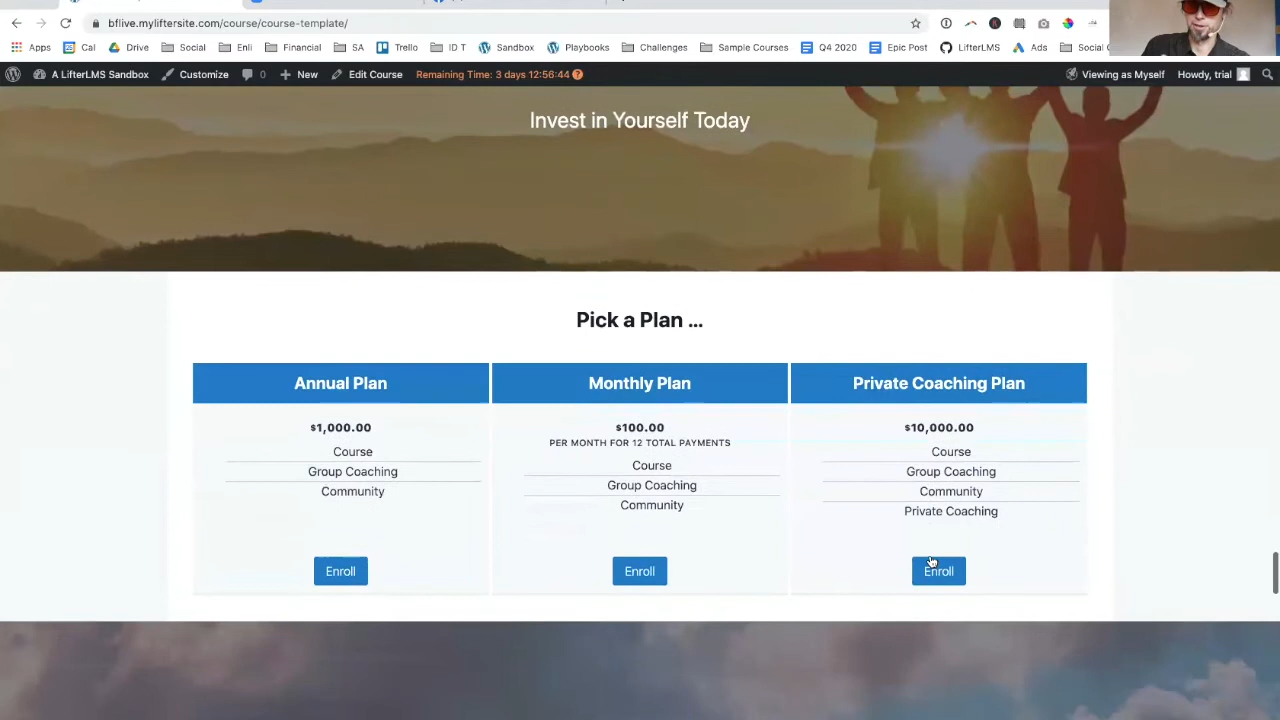 bflive.myliftersite.com/course/course-template/
Apps Cal Drive Social Enli Financial SA Trello ID T Sandbox Playbooks Challenges Sample Courses Q4 2020 Epic Post LifterLMS Ads Social
A LifterLMS Sandbox Customize 0 New Edit Course Remaining Time: 3 days 12:56:44 ? Viewing as Myself Howdy, trial
Invest in Yourself Today
Pick a Plan ...
Annual Plan Monthly Plan Private Coaching Plan
$1,000.00 $100.00 $10,000.00
PER MONTH FOR 12 TOTAL PAYMENTS
Course Course Course
Group Coaching Group Coaching Group Coaching
Community Community Community
Private Coaching
Enroll Enroll Enroll